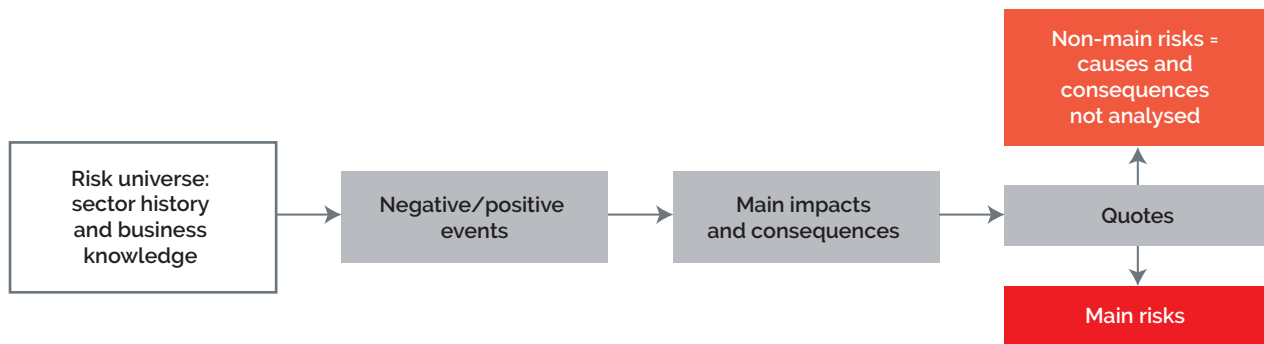 Risk universe:
sector history
and business
knowledge
Negative/positive
events
Main impacts
and consequences
Non-main risks =
causes and
consequences
not analysed
Quotes
Main risks